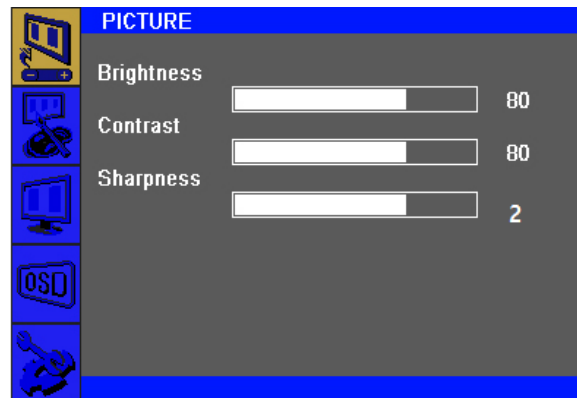 PICTURE
Brightness
80
Contrast
80
Sharpness
2
OSD